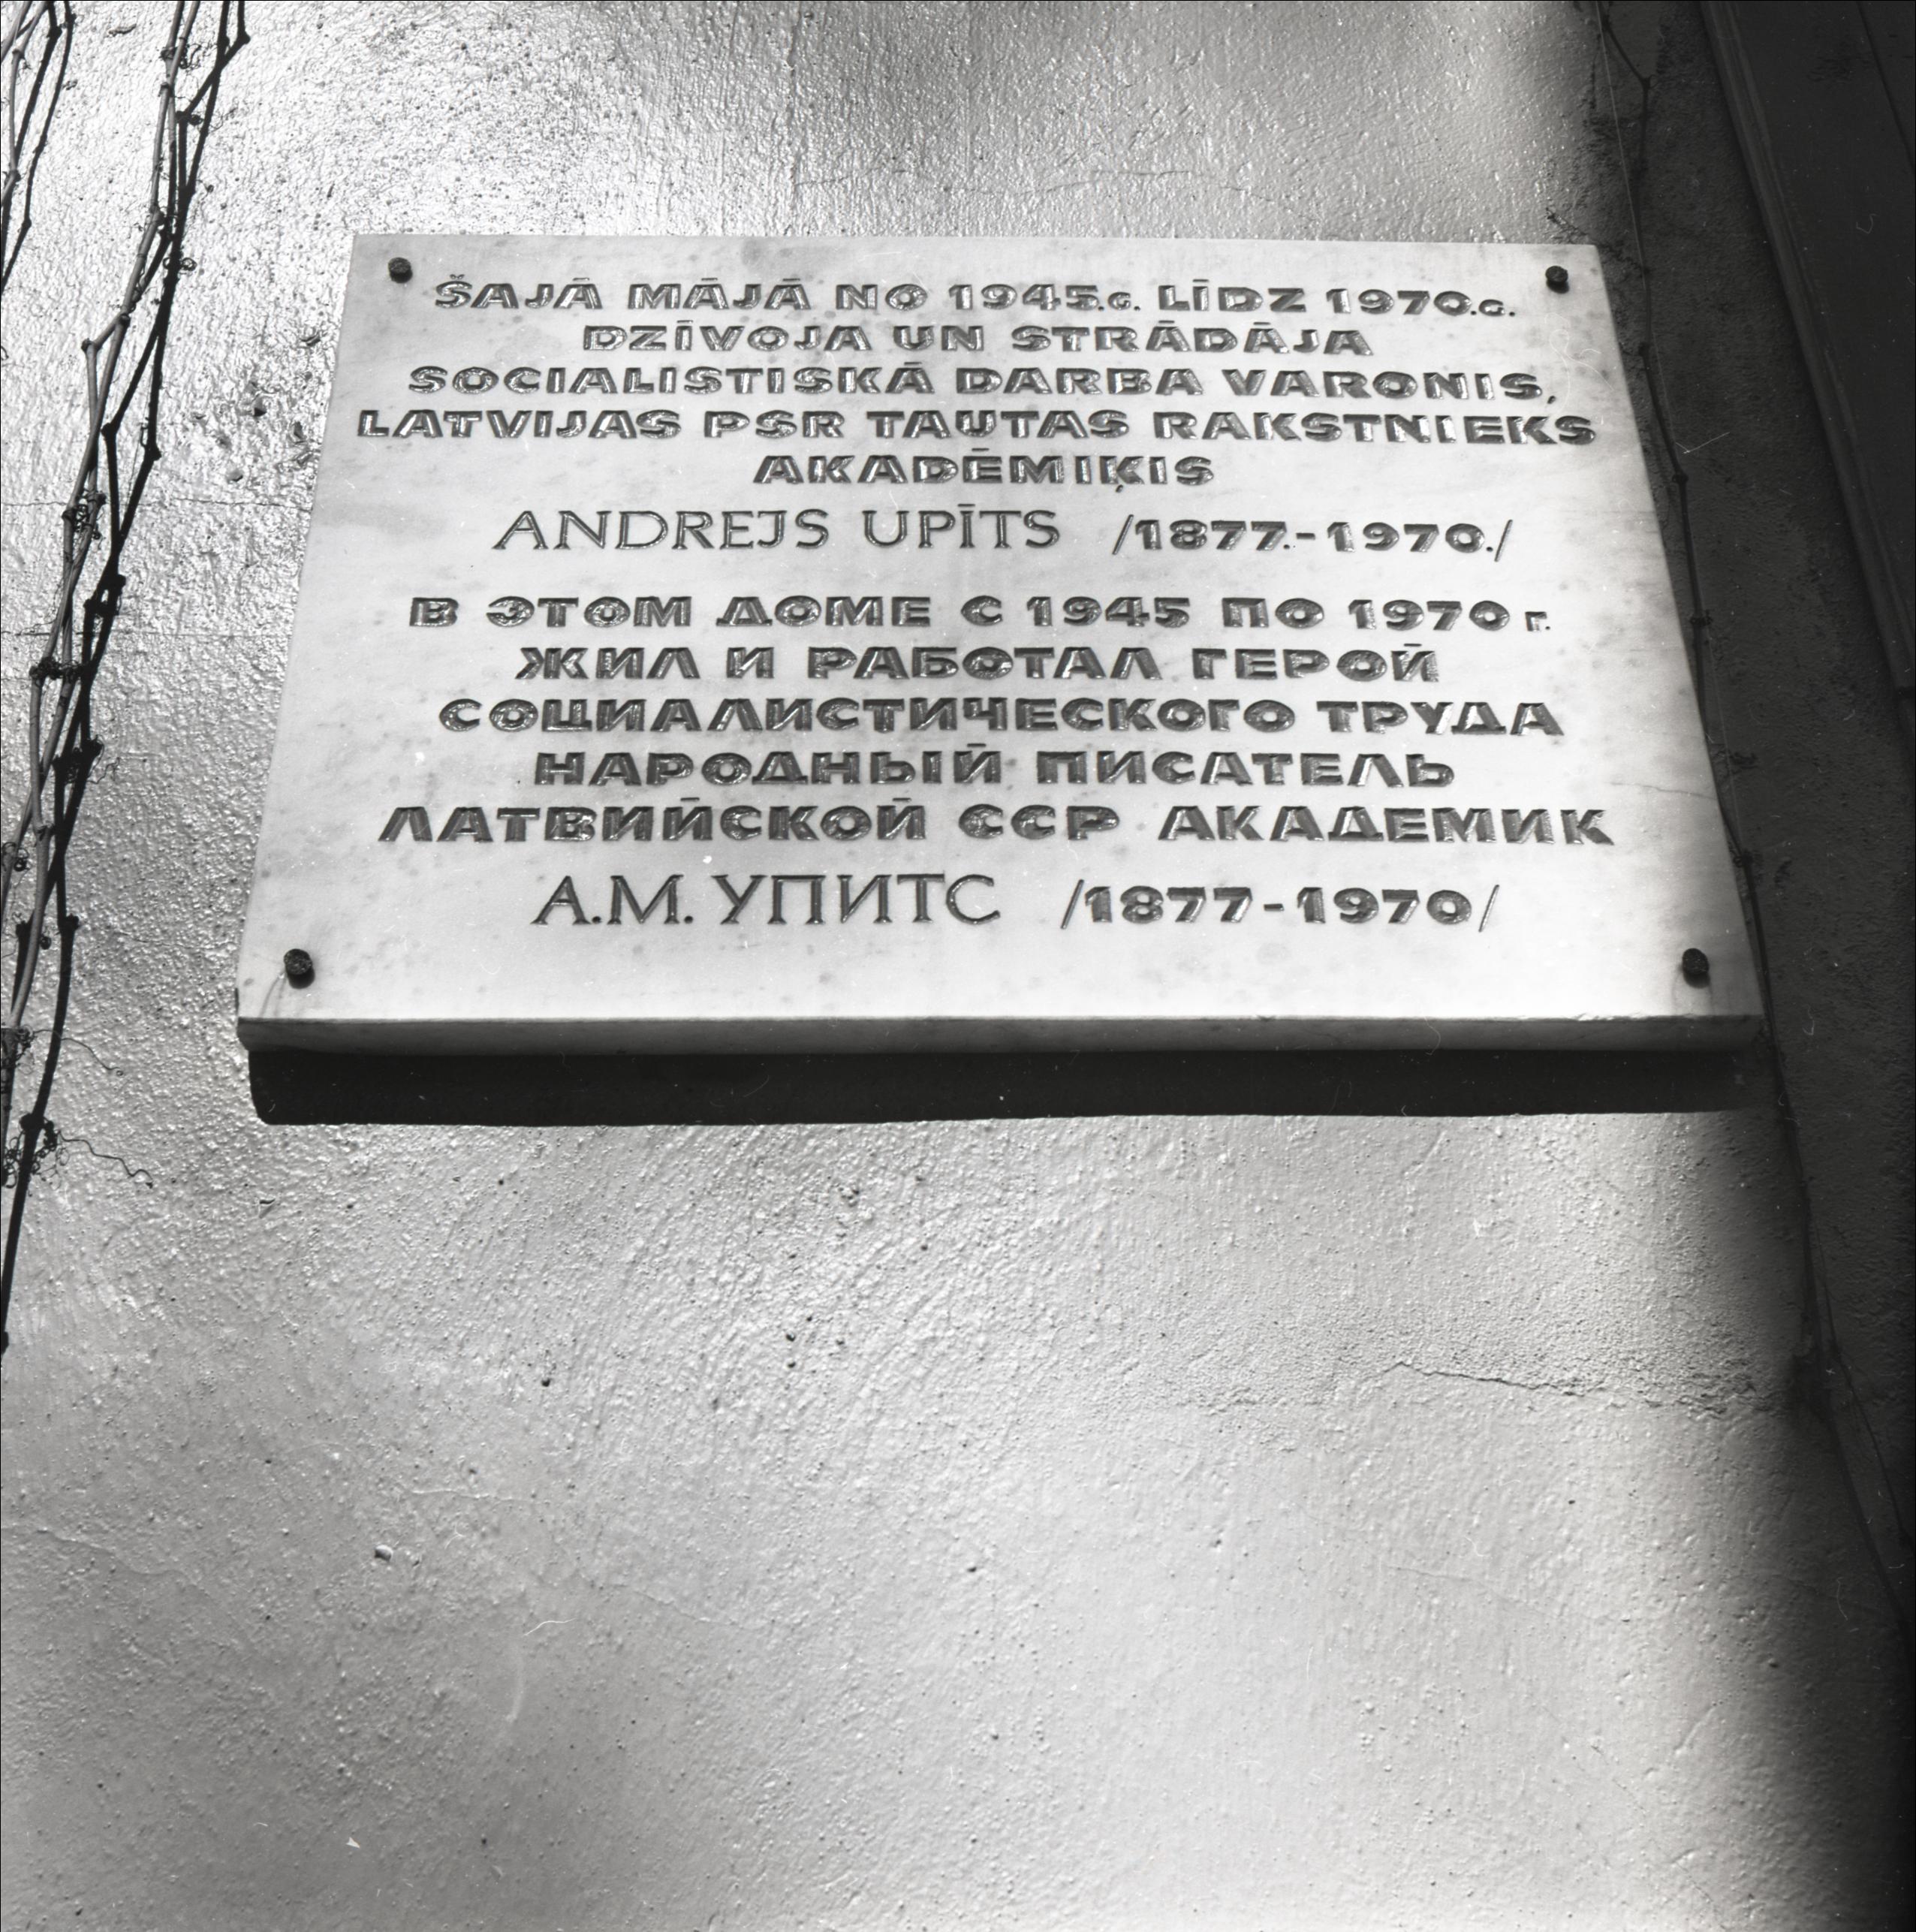 ŠAJĀ MĀJĀ NO 1945.G. LĪDZ 1970.G.
DZĪVOJA UN STRĀDĀJA
SOCIALISTISKĀ DARBA VARONIS,
LATVIJAS PSR TAUTAS RAKSTNIEKS
AKADĒMIĶIS
ANDREJS UPĪTS /1877.-1970./
В ЭТОМ ДОМЕ С 1945 ПО 1970 г.
ЖИЛ И РАБОТАЛ ГЕРОЙ
СОЦИАЛИСТИЧЕСКОГО ТРУДА
НАРОДНЫЙ ПИСАТЕЛЬ
ЛАТВИЙСКОЙ ССР АКАДЕМИК
А.М. УПИТС /1877-1970/